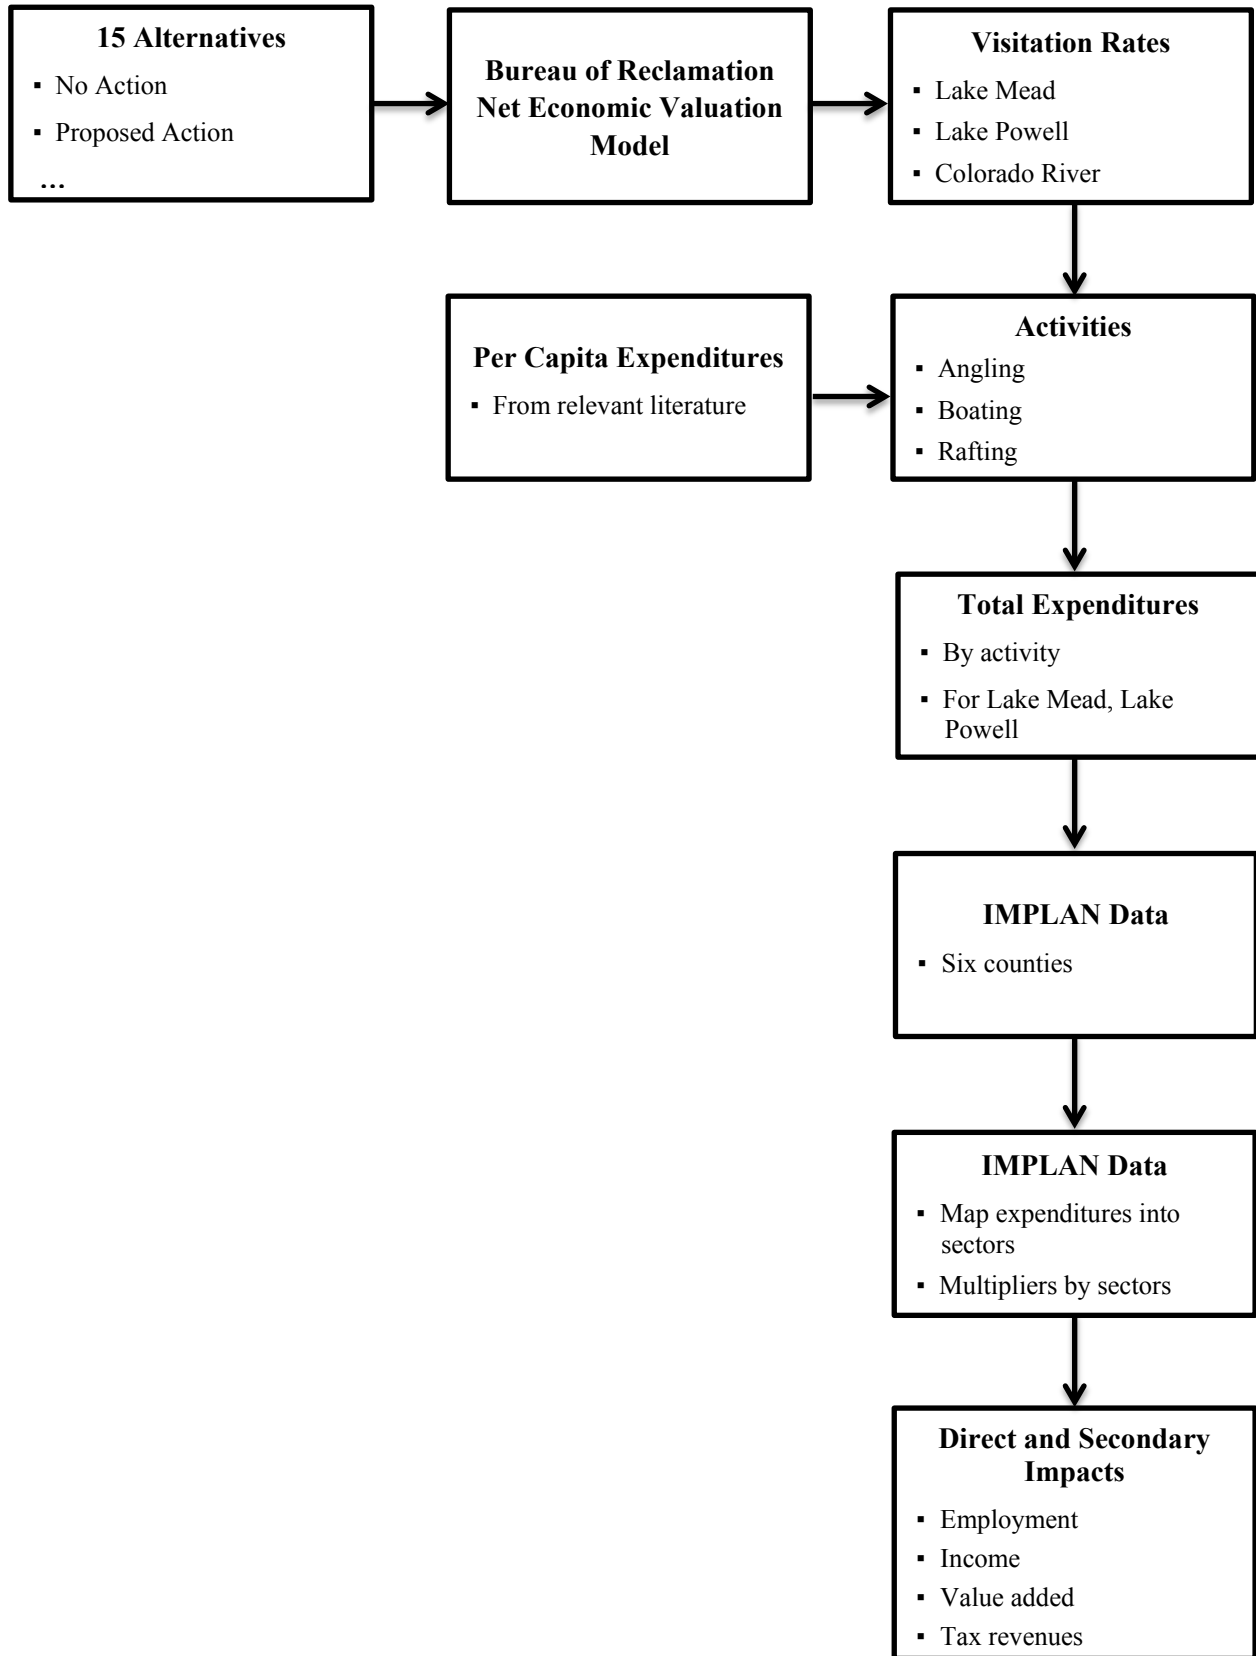 15 Alternatives
▪ No Action
▪ Proposed Action
...
Bureau of Reclamation
Net Economic Valuation
Model
Visitation Rates
▪ Lake Mead
▪ Lake Powell
▪ Colorado River
Per Capita Expenditures
▪ From relevant literature
Activities
▪ Angling
▪ Boating
▪ Rafting
Total Expenditures
▪ By activity
▪ For Lake Mead, Lake
Powell
IMPLAN Data
▪ Six counties
IMPLAN Data
▪ Map expenditures into
sectors
▪ Multipliers by sectors
Direct and Secondary
Impacts
▪ Employment
▪ Income
▪ Value added
▪ Tax revenues